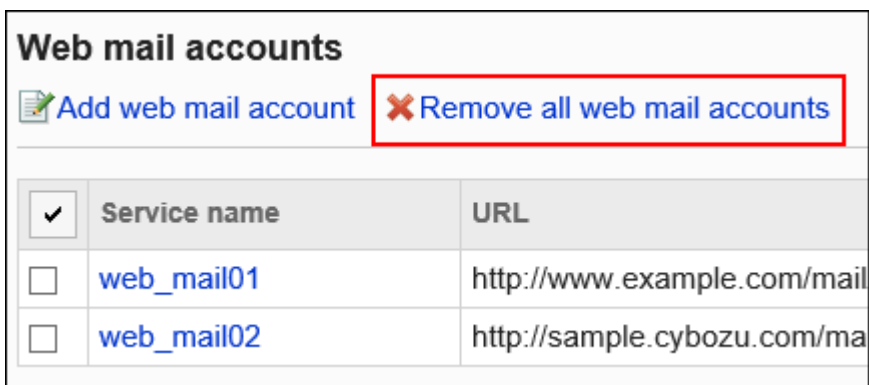 Web mail accounts
Add web mail account Remove all web mail accounts
Service name URL
web_mail01 http://www.example.com/mail
web_mail02 http://sample.cybozu.com/ma